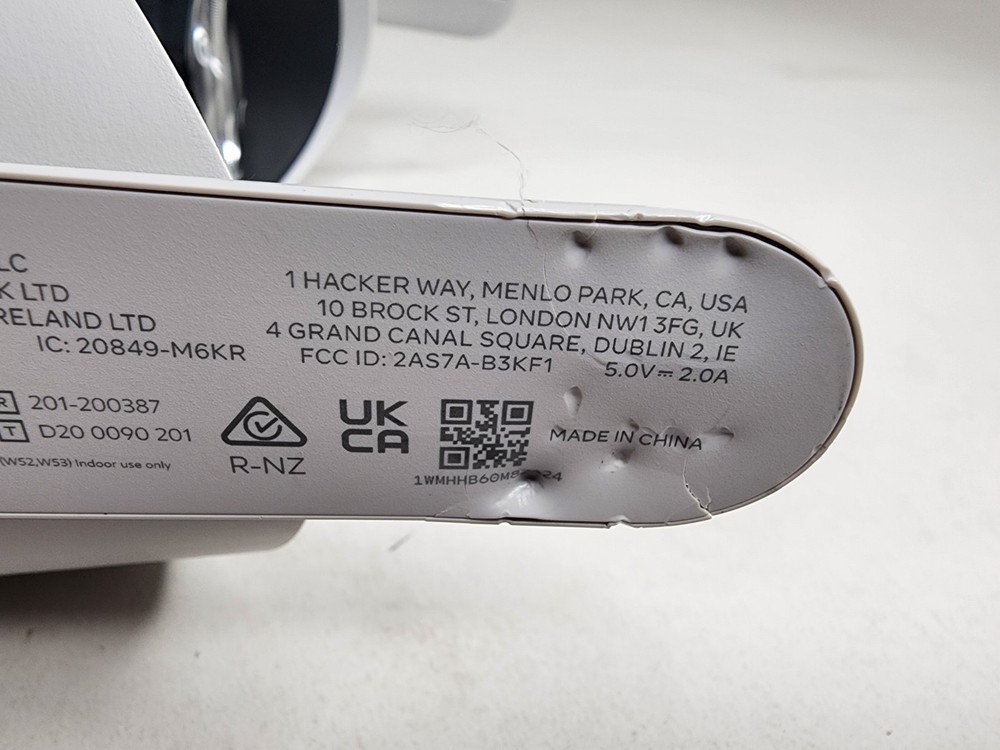 LC
K LTD
RELAND LTD
IC: 20849-M6KR
1 HACKER WAY, MENLO PARK, CA, USA
10 BROCK ST, LONDON NW1 3FG, UK
4 GRAND CANAL SQUARE, DUBLIN 2, IE
FCC ID: 2AS7A-B3KF1 5.0V⎓2.0A
R 201-200387
T D20 0090 201
(W52,W53) Indoor use only
R-NZ
UK
CA
MADE IN CHINA